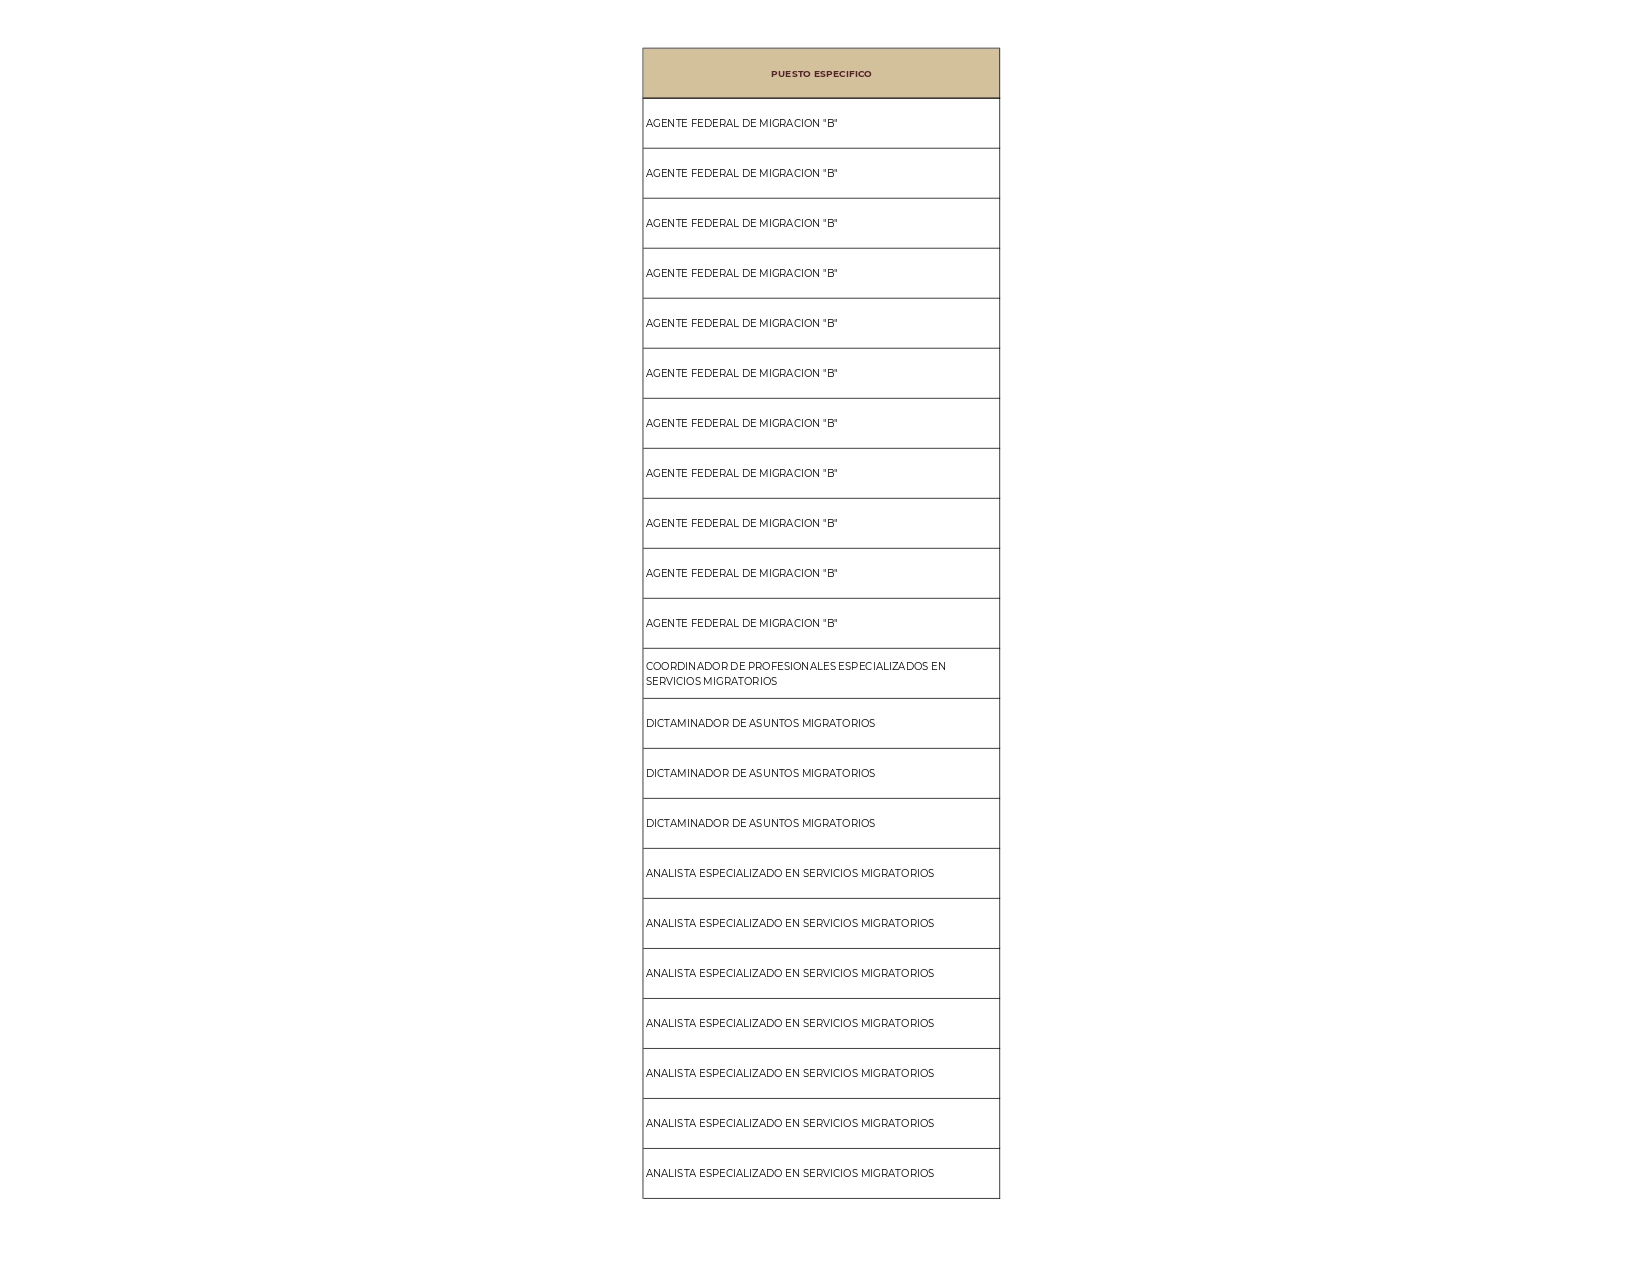 PUESTO ESPECIFICO
AGENTE FEDERAL DE MIGRACION "B"
AGENTE FEDERAL DE MIGRACION "B"
AGENTE FEDERAL DE MIGRACION "B"
AGENTE FEDERAL DE MIGRACION "B"
AGENTE FEDERAL DE MIGRACION "B"
AGENTE FEDERAL DE MIGRACION "B"
AGENTE FEDERAL DE MIGRACION "B"
AGENTE FEDERAL DE MIGRACION "B"
AGENTE FEDERAL DE MIGRACION "B"
AGENTE FEDERAL DE MIGRACION "B"
AGENTE FEDERAL DE MIGRACION "B"
COORDINADOR DE PROFESIONALES ESPECIALIZADOS EN
SERVICIOS MIGRATORIOS
DICTAMINADOR DE ASUNTOS MIGRATORIOS
DICTAMINADOR DE ASUNTOS MIGRATORIOS
DICTAMINADOR DE ASUNTOS MIGRATORIOS
ANALISTA ESPECIALIZADO EN SERVICIOS MIGRATORIOS
ANALISTA ESPECIALIZADO EN SERVICIOS MIGRATORIOS
ANALISTA ESPECIALIZADO EN SERVICIOS MIGRATORIOS
ANALISTA ESPECIALIZADO EN SERVICIOS MIGRATORIOS
ANALISTA ESPECIALIZADO EN SERVICIOS MIGRATORIOS
ANALISTA ESPECIALIZADO EN SERVICIOS MIGRATORIOS
ANALISTA ESPECIALIZADO EN SERVICIOS MIGRATORIOS